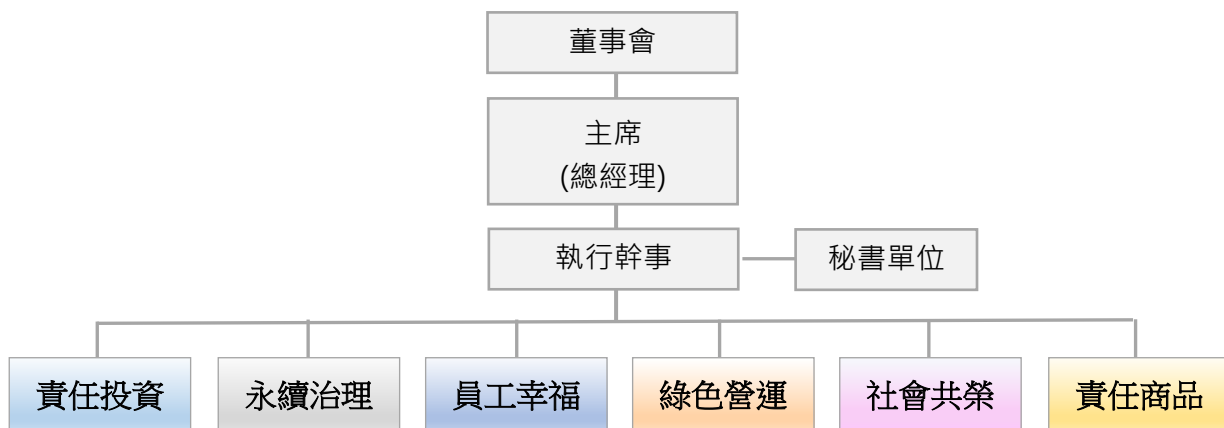 董事會
主席
(總經理)
執行幹事
秘書單位
責任投資
永續治理
員工幸福
綠色營運
社會共榮
責任商品